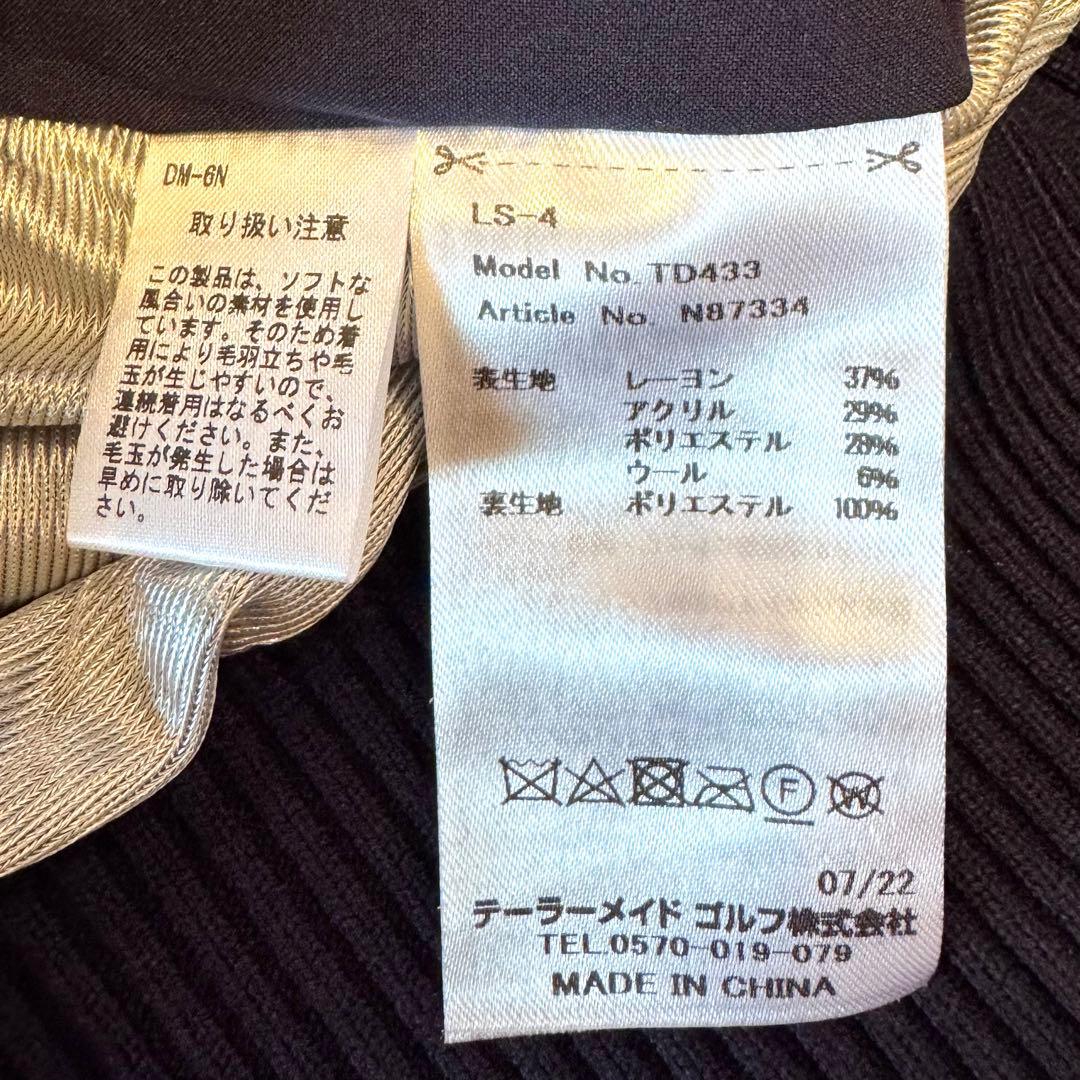 DM-6N
取り扱い注意
この製品は、ソフトな
風合いの素材を使用し
ています。そのため着
用により毛羽立ちや毛
玉が生じやすいので、
連続着用はなるべくお
避けください。また、
毛玉が発生した場合は
早めに取り除いてくだ
さい。
LS-4
Model No. TD433
Article No. N87334
表生地 レーヨン 37%
アクリル 29%
ポリエステル 28%
ウール 6%
裏生地 ポリエステル 100%
F
W
07/22
テーラーメイド ゴルフ株式会社
TEL.0570-019-079
MADE IN CHINA